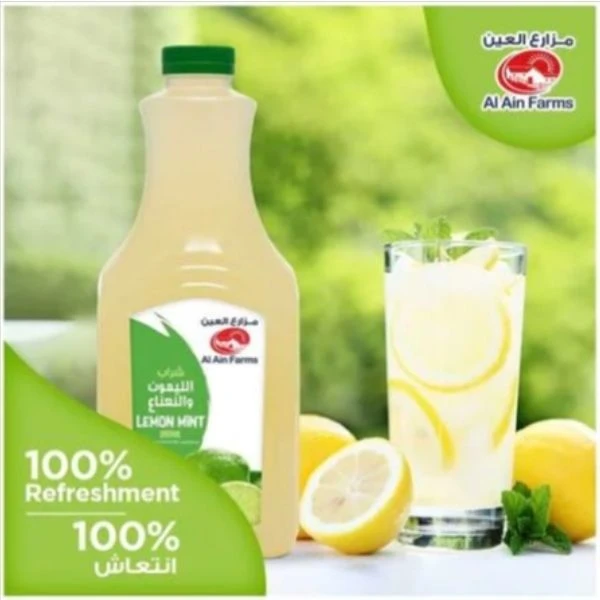 مزارع العين
Al Ain Farms
مزارع العين
Al Ain Farms
شراب
الليمون
والنعناع
LEMON MINT
DRINK
100%
Refreshment
100%
انتعاش